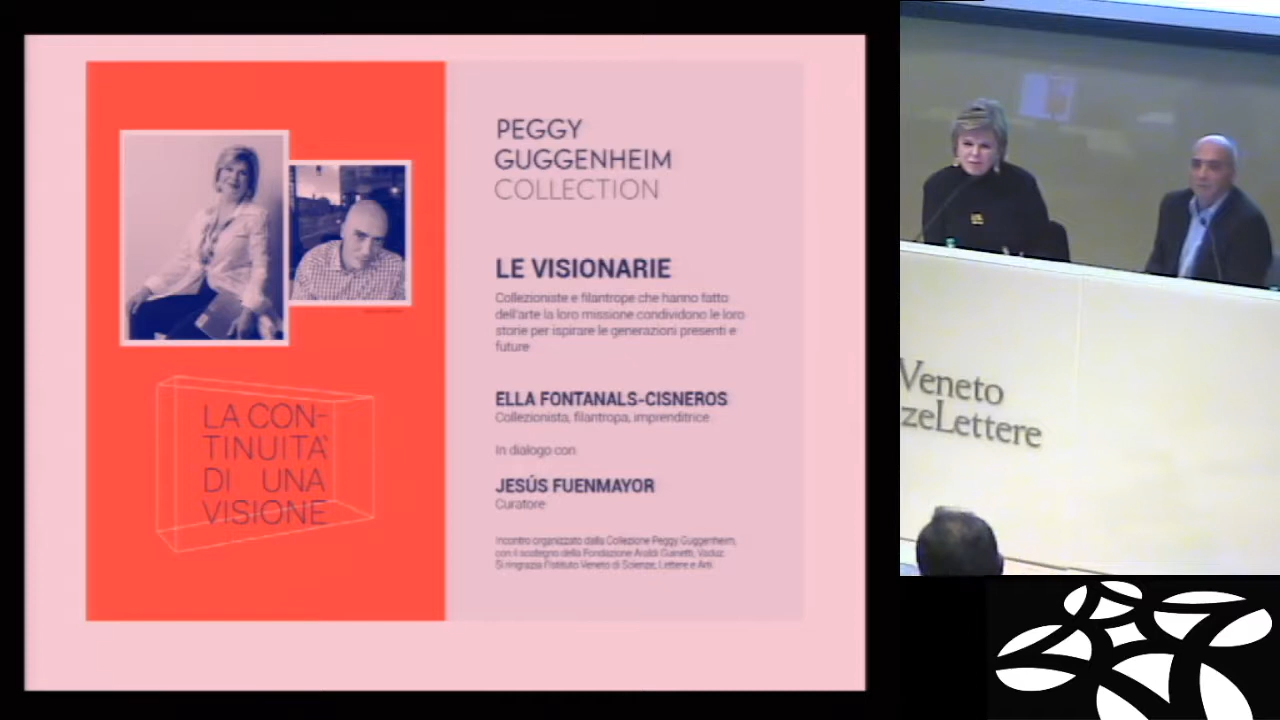 LA CON-
TINUITA'
DI UNA
VISIONE
PEGGY
GUGGENHEIM
COLLECTION
LE VISIONARIE
Collezioniste e filantrope che hanno fatto
dell'arte la loro missione condividono le loro
storie per ispirare le generazioni presenti e
future
ELLA FONTANALS-CISNEROS
Collezionista, filantropa, imprenditrice
In dialogo con
JESÚS FUENMAYOR
Curatore
Incontro organizzato dalla Collezione Peggy Guggenheim,
con il sostegno della Fondazione Araldi Guinetti, Vaduz.
Si ringrazia l'Istituto Veneto di Scienze, Lettere e Arti
Veneto
zeLettere